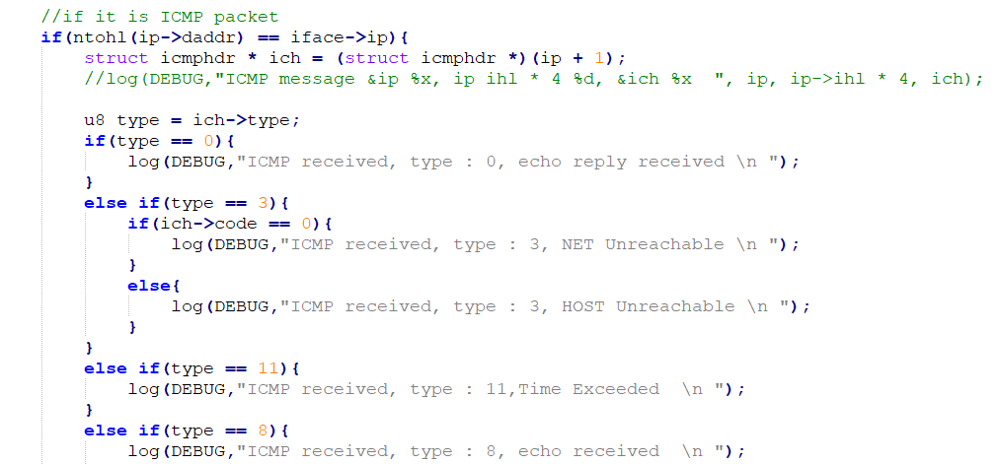 //if it is ICMP packet
if(ntohl(ip->daddr) == iface->ip){
struct icmphdr * ich = (struct icmphdr *)(ip + 1);
//log(DEBUG,"ICMP message &ip %x, ip ihl * 4 %d, &ich %x  ", ip, ip->ihl * 4, ich);
u8 type = ich->type;
if(type == 0){
log(DEBUG,"ICMP received, type : 0, echo reply received \n ");
}
else if(type == 3){
if(ich->code == 0){
log(DEBUG,"ICMP received, type : 3, NET Unreachable \n ");
}
else{
log(DEBUG,"ICMP received, type : 3, HOST Unreachable \n ");
}
}
else if(type == 11){
log(DEBUG,"ICMP received, type : 11,Time Exceeded  \n ");
}
else if(type == 8){
log(DEBUG,"ICMP received, type : 8, echo received  \n ");